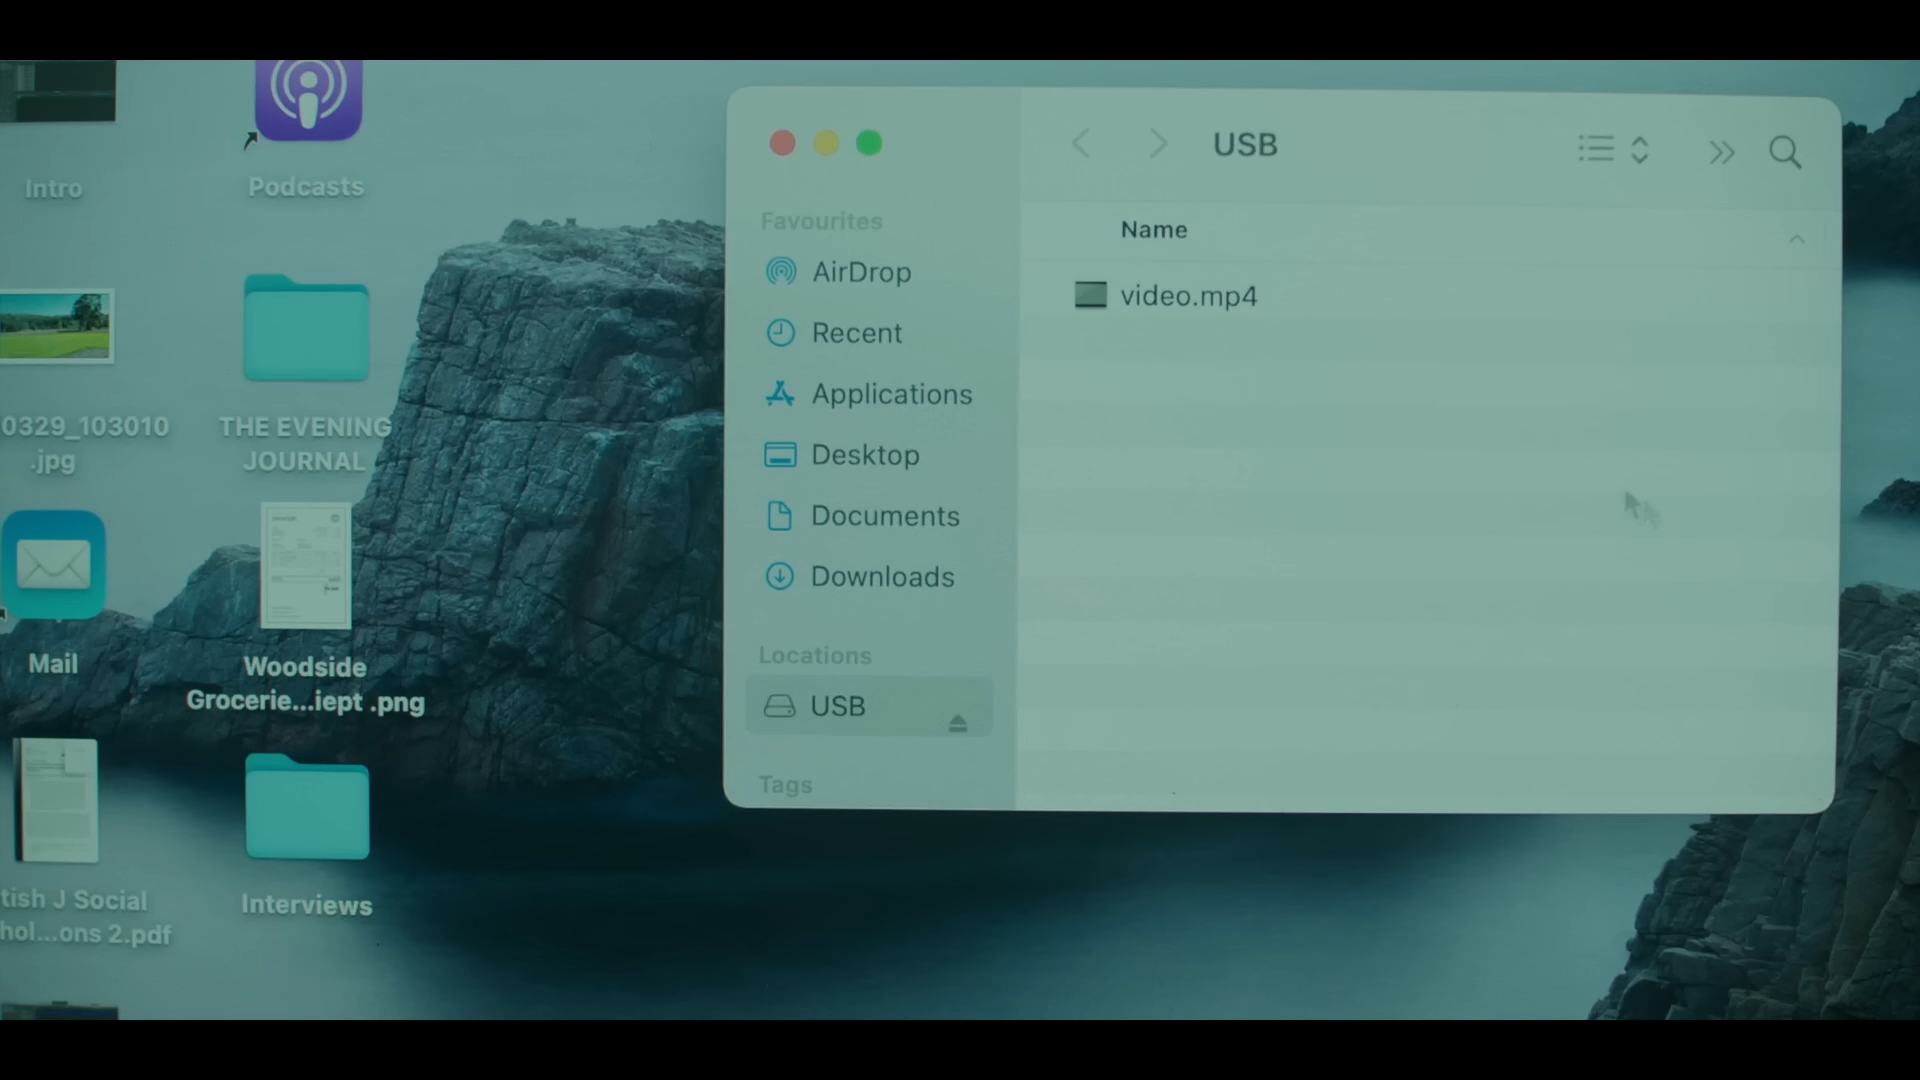 Intro
Podcasts
0329_103010
.jpg
THE EVENING
JOURNAL
Mail
Woodside
Grocerie...iept .png
tish J Social
hol...ons 2.pdf
Interviews
USB
Favourites
AirDrop
Recent
Applications
Desktop
Documents
Downloads
Locations
USB
Tags
Name
video.mp4